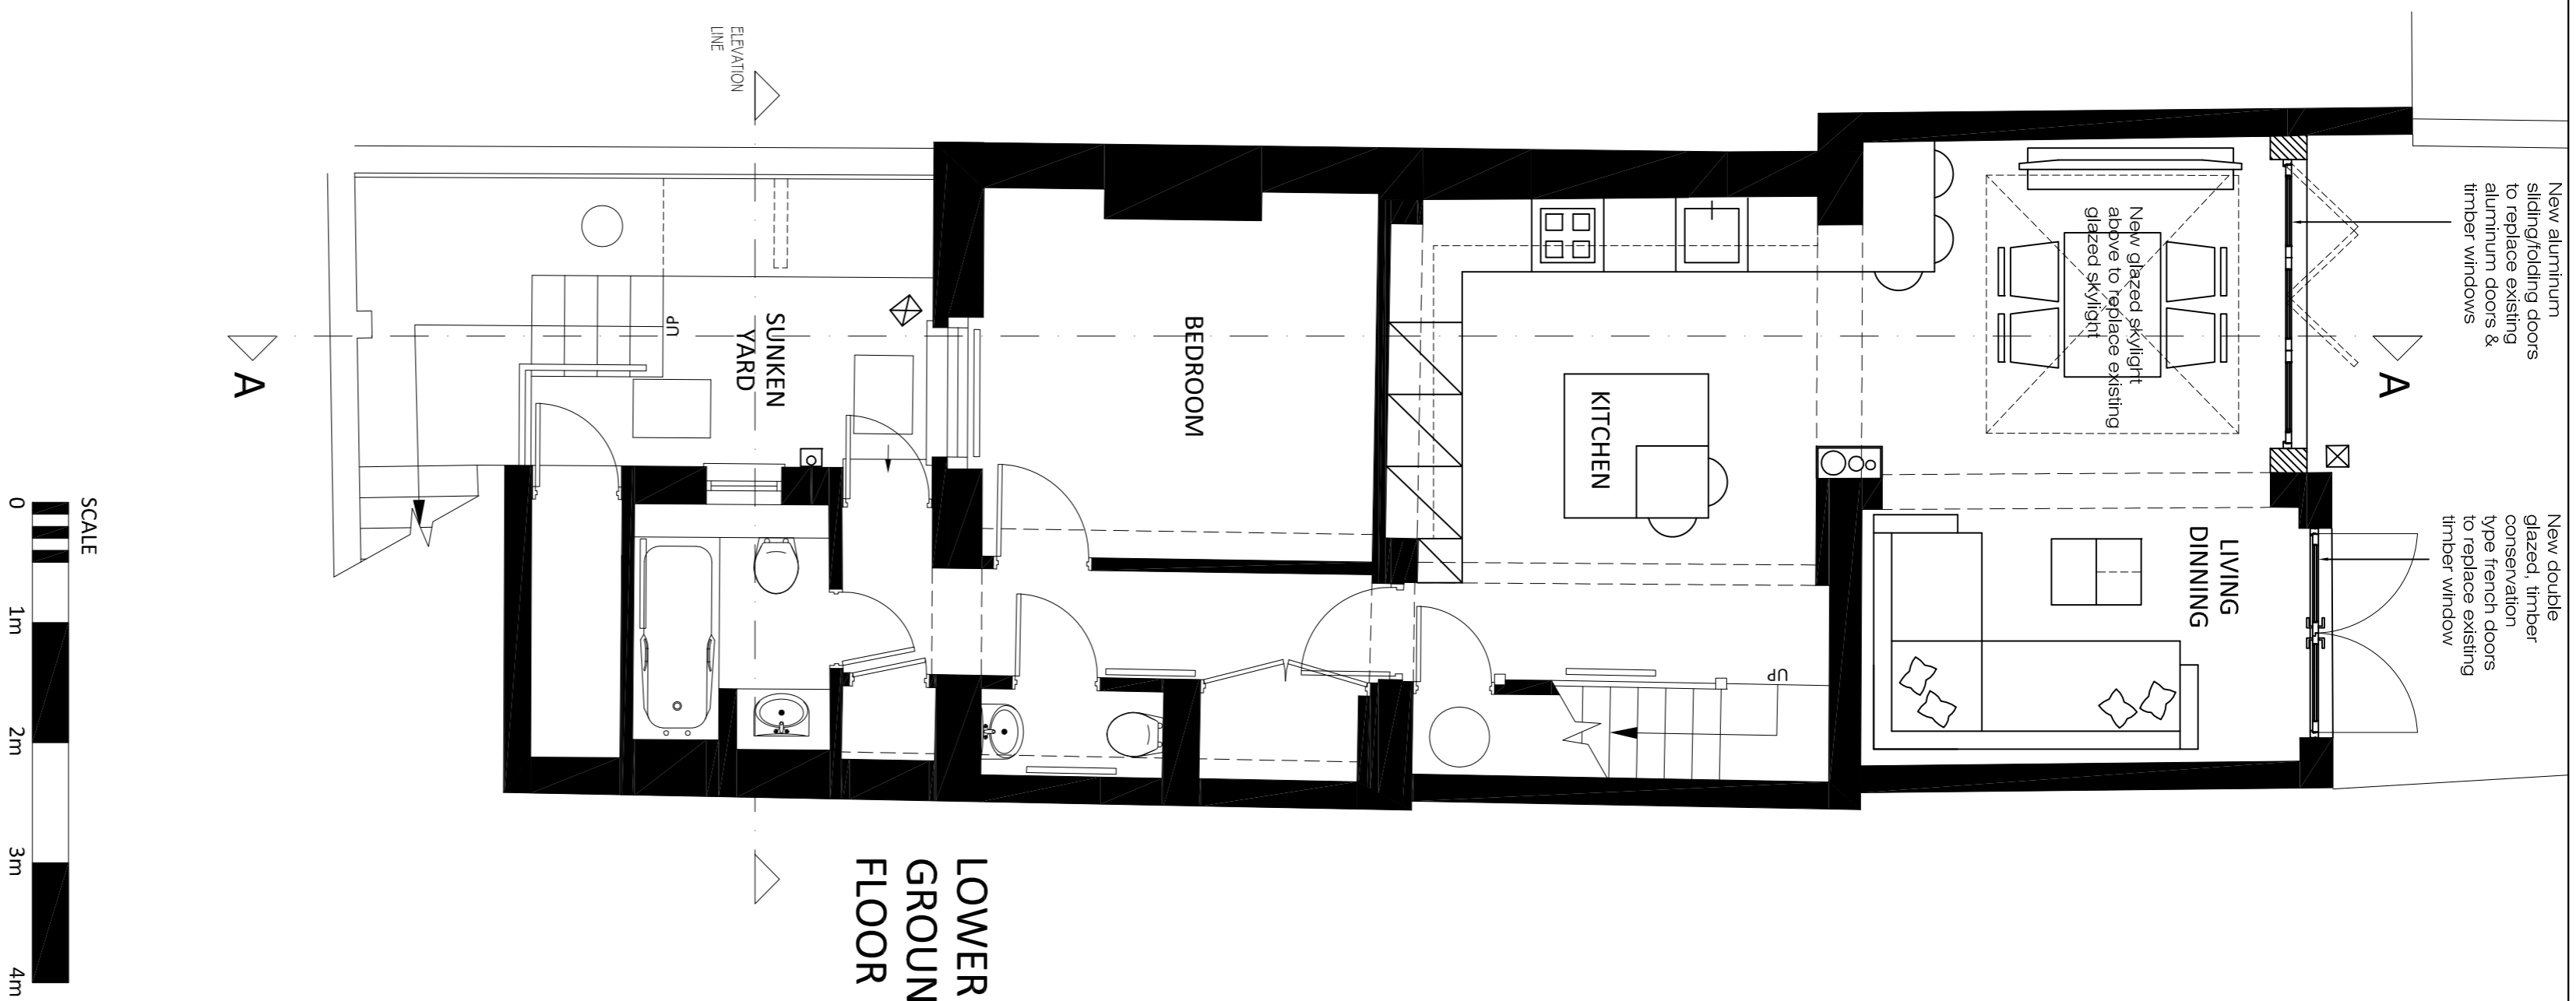 New aluminum
sliding/folding doors
to replace existing
aluminum doors &
timber windows
New double
glazed, timber
conservation
type french doors
to replace existing
timber window
A
New glazed skylight
above to replace existing
glazed skylight
LIVING
DINNING
KITCHEN
UP
BEDROOM
SUNKEN
YARD
UP
ELEVATION
LINE
A
LOWER
GROUN
FLOOR
SCALE
0
1m
2m
3m
4m